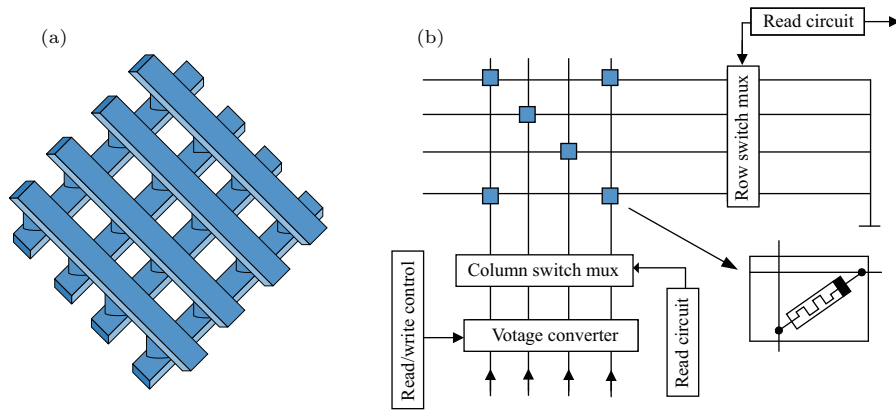 (a)
(b)
Read circuit
Row switch mux
Column switch mux
Read/write control
Votage converter
Read circuit